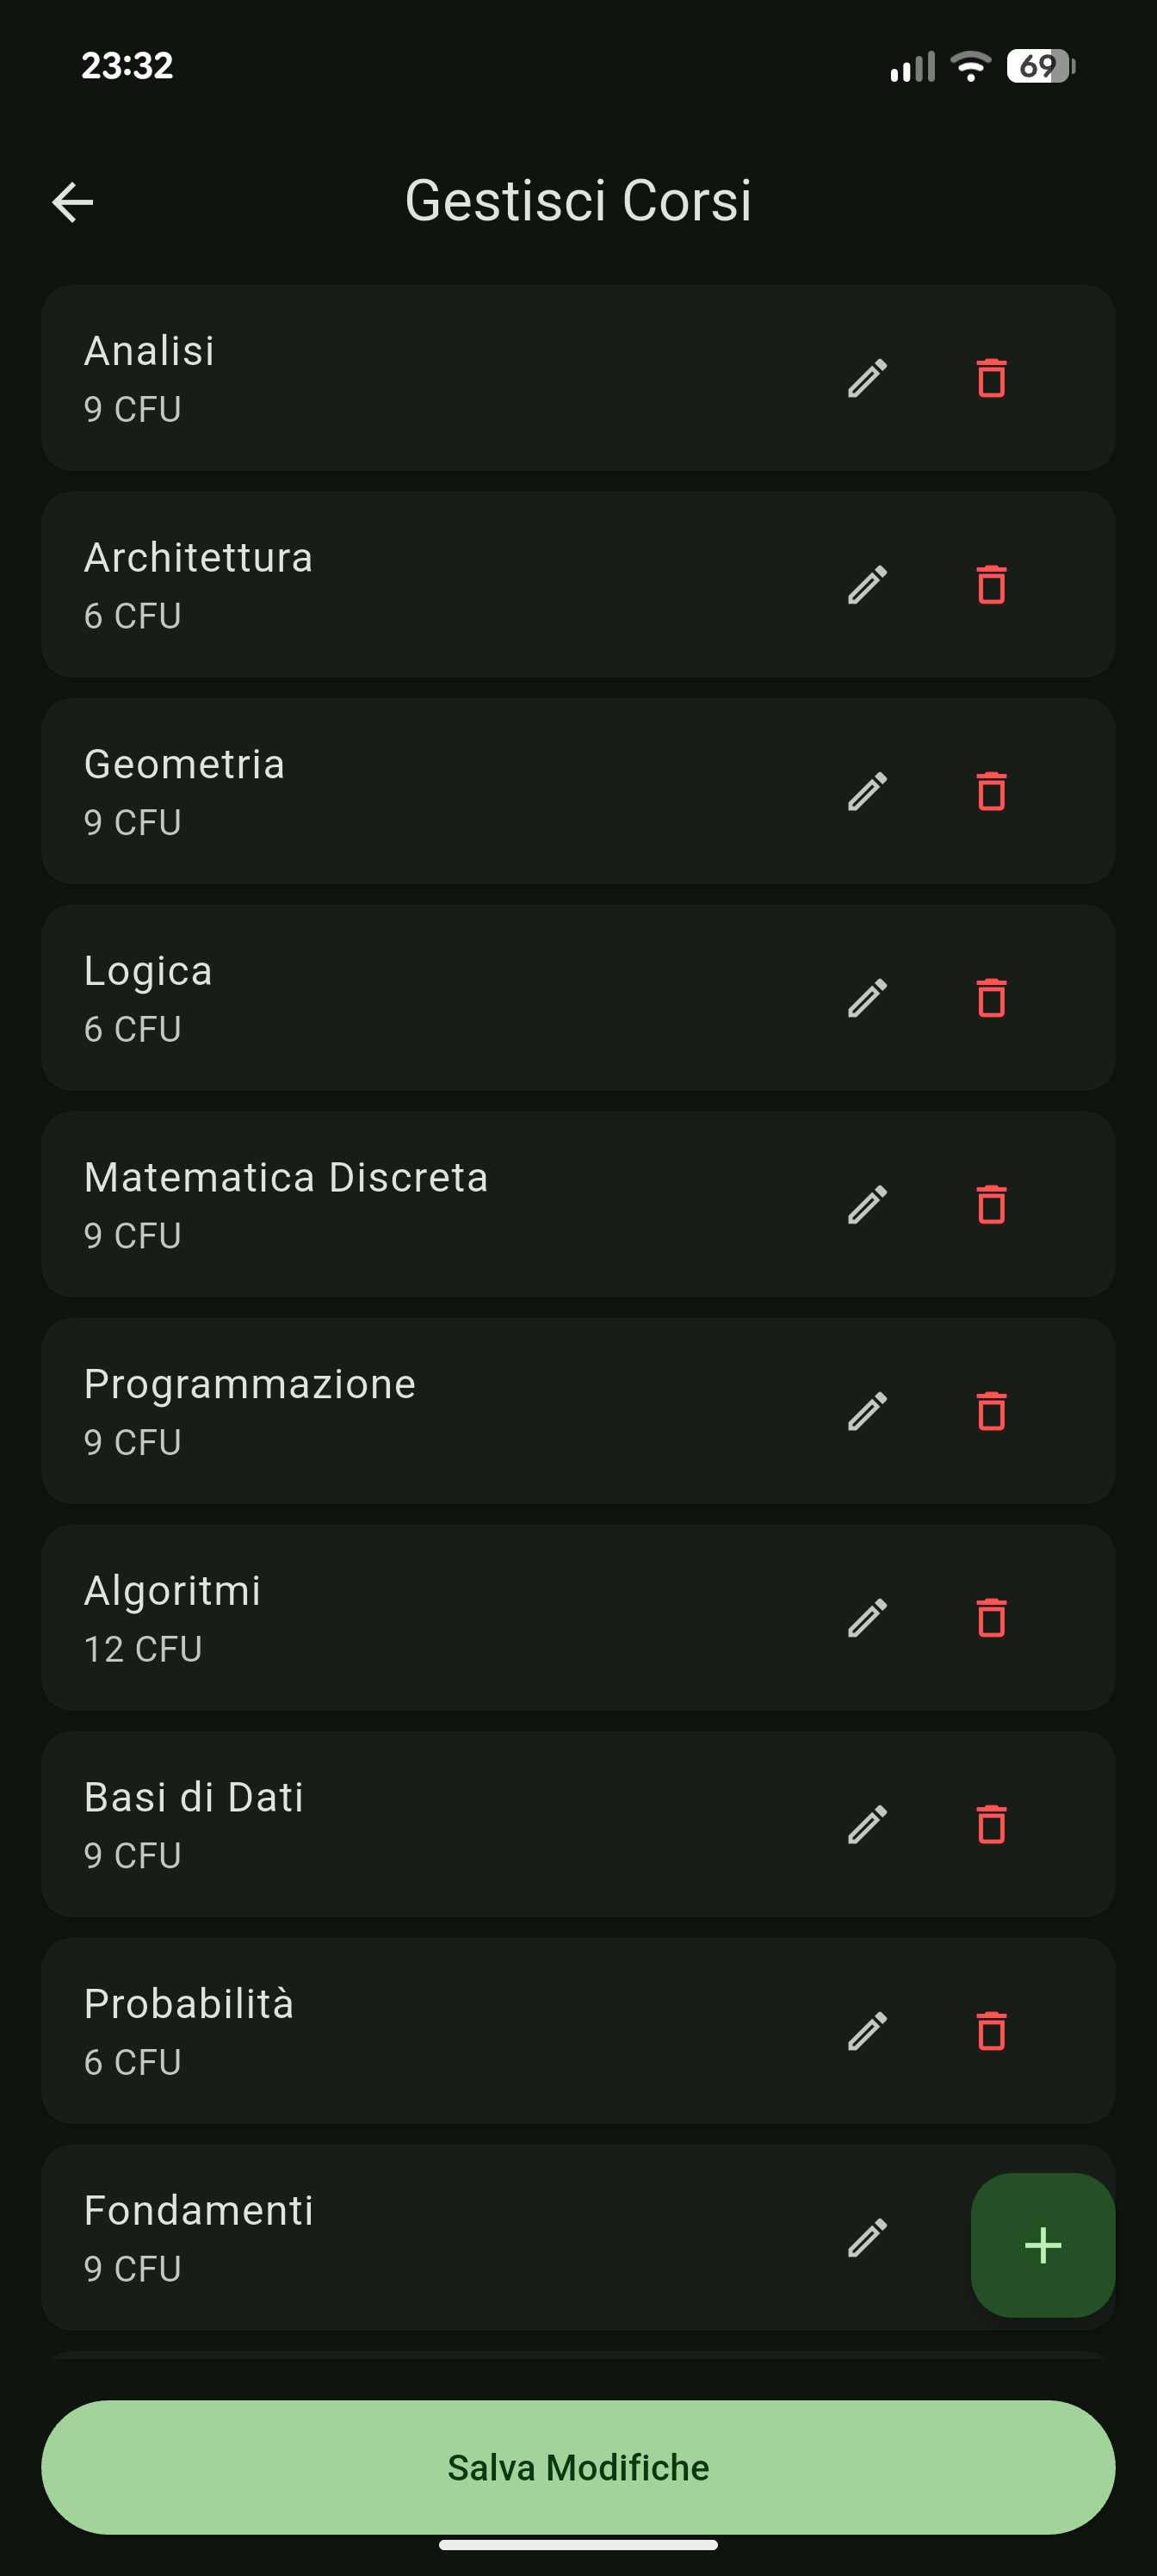 23:32
69
Gestisci Corsi
Analisi
9 CFU
Architettura
6 CFU
Geometria
9 CFU
Logica
6 CFU
Matematica Discreta
9 CFU
Programmazione
9 CFU
Algoritmi
12 CFU
Basi di Dati
9 CFU
Probabilità
6 CFU
Fondamenti
9 CFU
Salva Modifiche